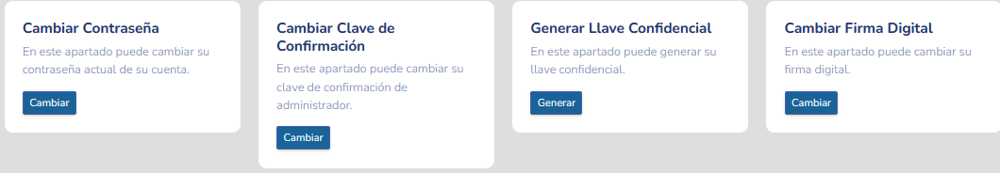 Cambiar Contraseña
En este apartado puede cambiar su
contraseña actual de su cuenta.
Cambiar
Cambiar Clave de
Confirmación
En este apartado puede cambiar su
clave de confirmación de
administrador.
Cambiar
Generar Llave Confidencial
En este apartado puede generar su
llave confidencial.
Generar
Cambiar Firma Digital
En este apartado puede cambiar su
firma digital.
Cambiar